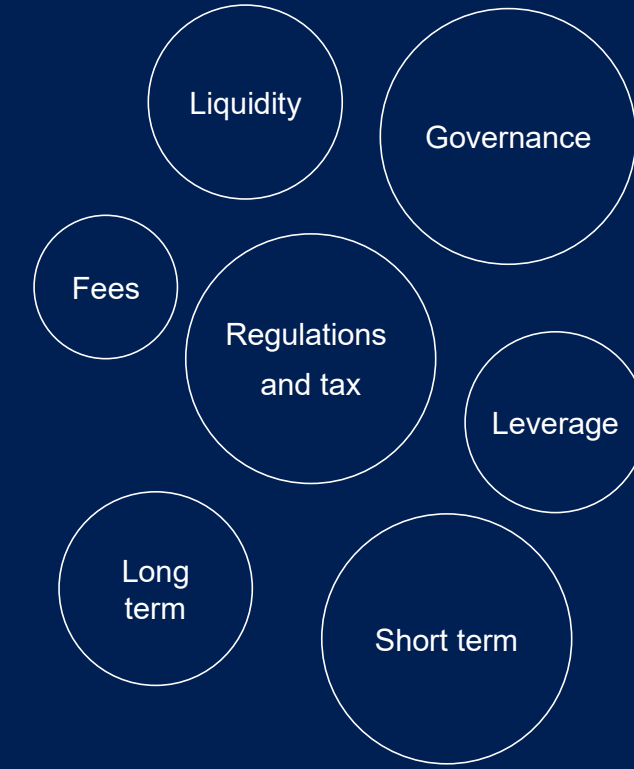 Liquidity
Governance
Fees
Regulations
and tax
Leverage
Long
term
Short term